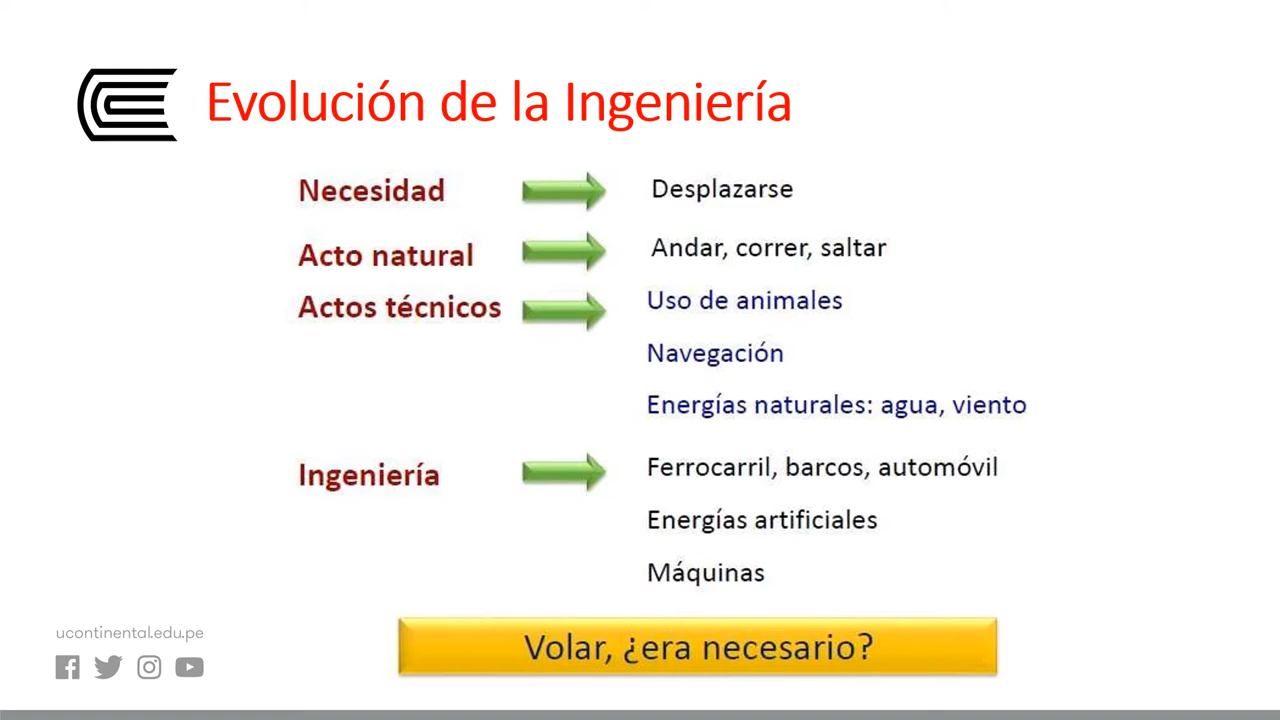 Evolución de la Ingeniería
Necesidad Desplazarse
Acto natural Andar, correr, saltar
Actos técnicos Uso de animales
Navegación
Energías naturales: agua, viento
Ingeniería Ferrocarril, barcos, automóvil
Energías artificiales
Máquinas
Volar, ¿era necesario?
ucontinental.edu.pe